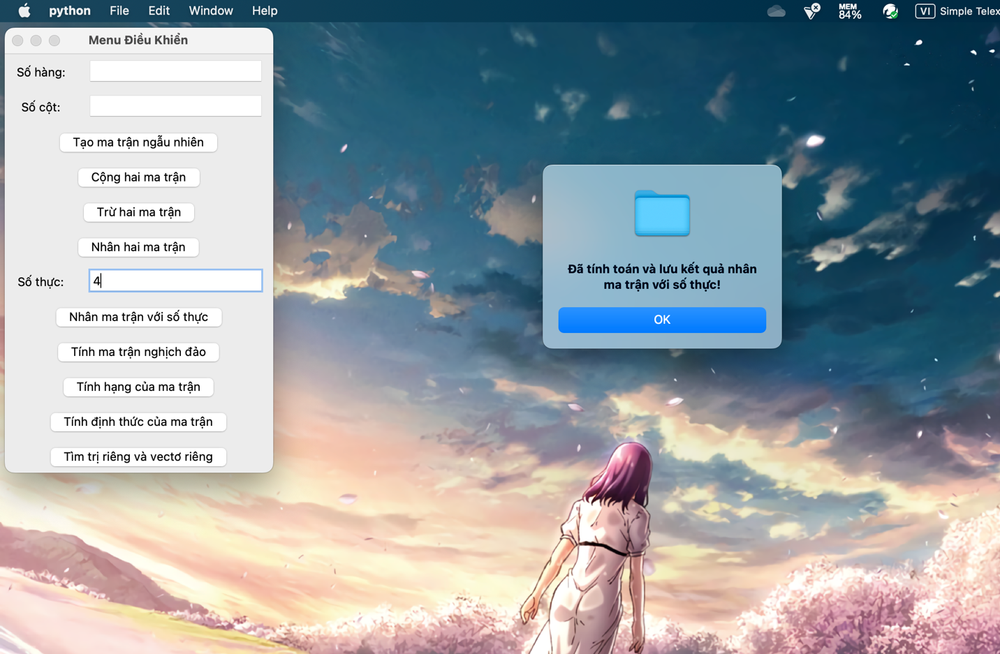 python File Edit Window Help
MEM
84%
VI Simple Telex
Menu Điều Khiển
Số hàng:
Số cột:
Tạo ma trận ngẫu nhiên
Cộng hai ma trận
Trừ hai ma trận
Nhân hai ma trận
Số thực: 4
Nhân ma trận với số thực
Tính ma trận nghịch đảo
Tính hạng của ma trận
Tính định thức của ma trận
Tìm trị riêng và vectơ riêng
Đã tính toán và lưu kết quả nhân
ma trận với số thực!
OK